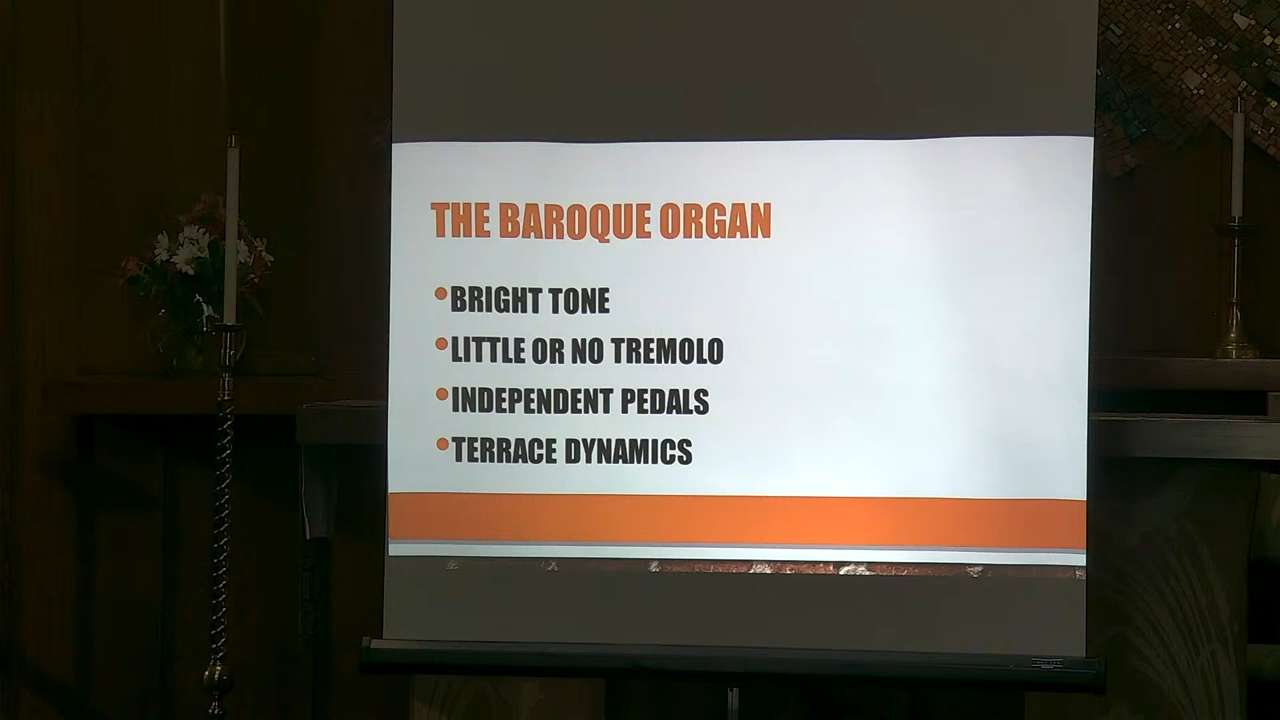 THE BAROQUE ORGAN
•BRIGHT TONE
•LITTLE OR NO TREMOLO
•INDEPENDENT PEDALS
•TERRACE DYNAMICS